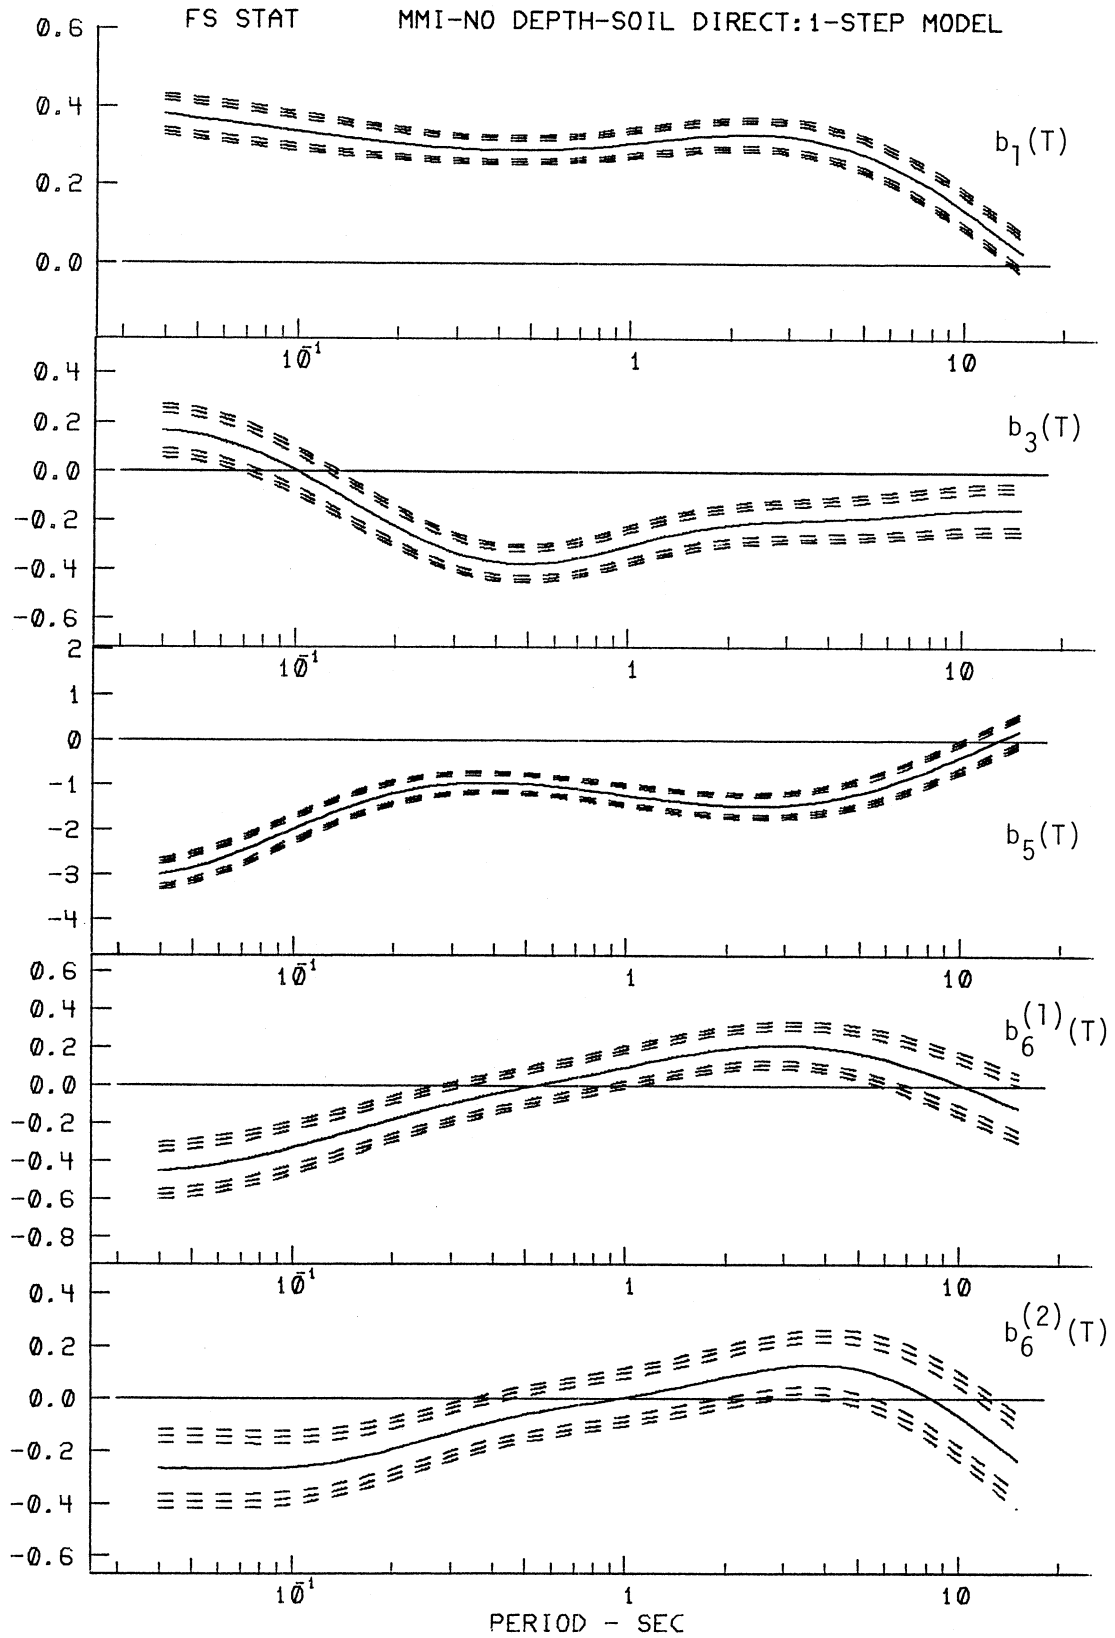 FS STAT MMI-NO DEPTH-SOIL DIRECT:1-STEP MODEL
0.6
0.4
0.2
0.0
b₁(T)
10⁻¹ 1 10
0.4
0.2
0.0
-0.2
-0.4
-0.6
b₃(T)
10⁻¹ 1 10
2
1
0
-1
-2
-3
-4
b₅(T)
10⁻¹ 1 10
0.6
0.4
0.2
0.0
-0.2
-0.4
-0.6
-0.8
b₆⁽¹⁾(T)
10⁻¹ 1 10
0.4
0.2
0.0
-0.2
-0.4
-0.6
b₆⁽²⁾(T)
10⁻¹ 1 10
PERIOD - SEC